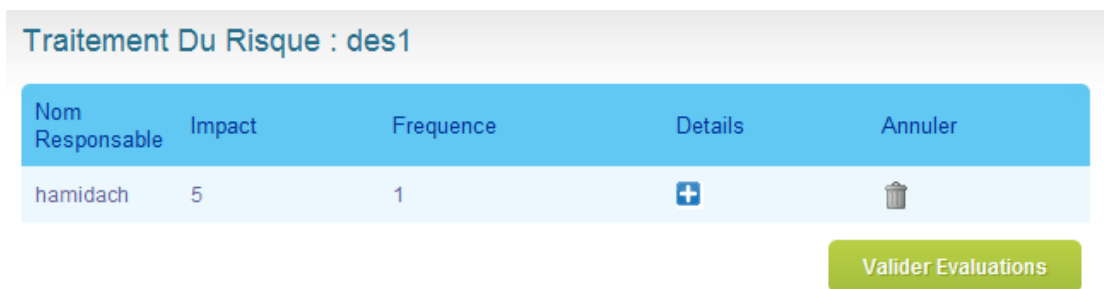 Traitement Du Risque : des1
Nom Responsable Impact Frequence Details Annuler
hamidach 5 1
Valider Evaluations